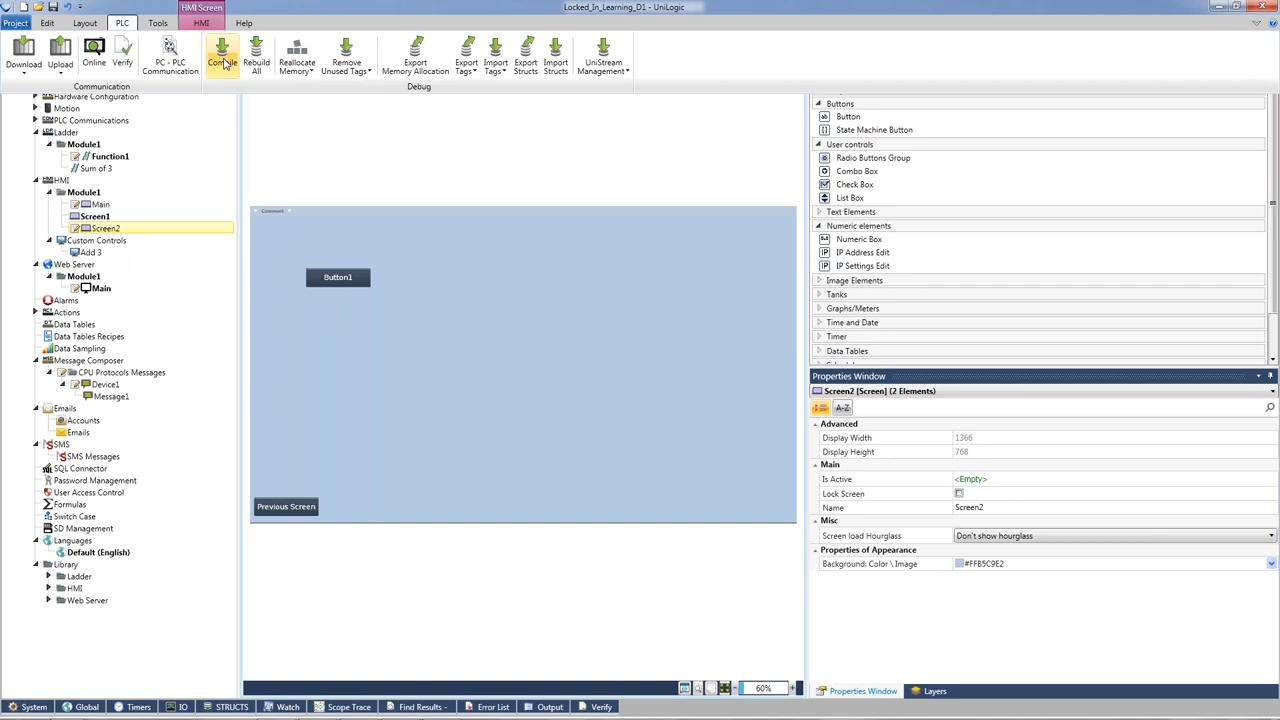 HMI Screen
Locked_In_Learning_D1 - UniLogic
Project
Edit
Layout
PLC
Tools
HMI
Help
Download
Upload
Online
Verify
PC - PLC
Communication
Compile
Rebuild
All
Reallocate
Memory
Remove
Unused Tags
Export
Memory Allocation
Export
Tags
Import
Tags
Export
Structs
Import
Structs
UniStream
Management
Communication
Debug
Hardware Configuration
Motion
PLC Communications
Ladder
Module1
Function1
Sum of 3
HMI
Module1
Main
Screen1
Screen2
Custom Controls
Add 3
Web Server
Module1
Main
Alarms
Actions
Data Tables
Data Tables Recipes
Data Sampling
Message Composer
CPU Protocols Messages
Device1
Message1
Emails
Accounts
Emails
SMS
SMS Messages
SQL Connector
Password Management
User Access Control
Formulas
Switch Case
SD Management
Languages
Default (English)
Library
Ladder
HMI
Web Server
Comment
Button1
Previous Screen
60%
Buttons
Button
State Machine Button
User controls
Radio Buttons Group
Combo Box
Check Box
List Box
Text Elements
Numeric elements
Numeric Box
IP Address Edit
IP Settings Edit
Image Elements
Tanks
Graphs/Meters
Time and Date
Timer
Data Tables
Properties Window
Screen2 [Screen] (2 Elements)
A-Z
Advanced
Display Width 1366
Display Height 768
Main
Is Active <Empty>
Lock Screen
Name Screen2
Misc
Screen load Hourglass Don't show hourglass
Properties of Appearance
Background: Color \ Image #FFB5C9E2
Properties Window
Layers
System
Global
Timers
IO
STRUCTS
Watch
Scope Trace
Find Results -
Error List
Output
Verify